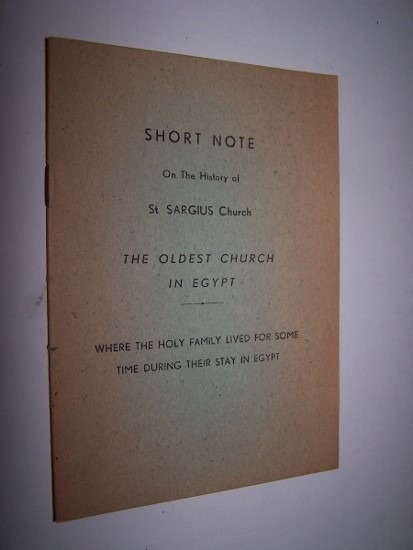 SHORT NOTE
On The History of
St SARGIUS Church
THE OLDEST CHURCH
IN EGYPT
WHERE THE HOLY FAMILY LIVED FOR SOME
TIME DURING THEIR STAY IN EGYPT